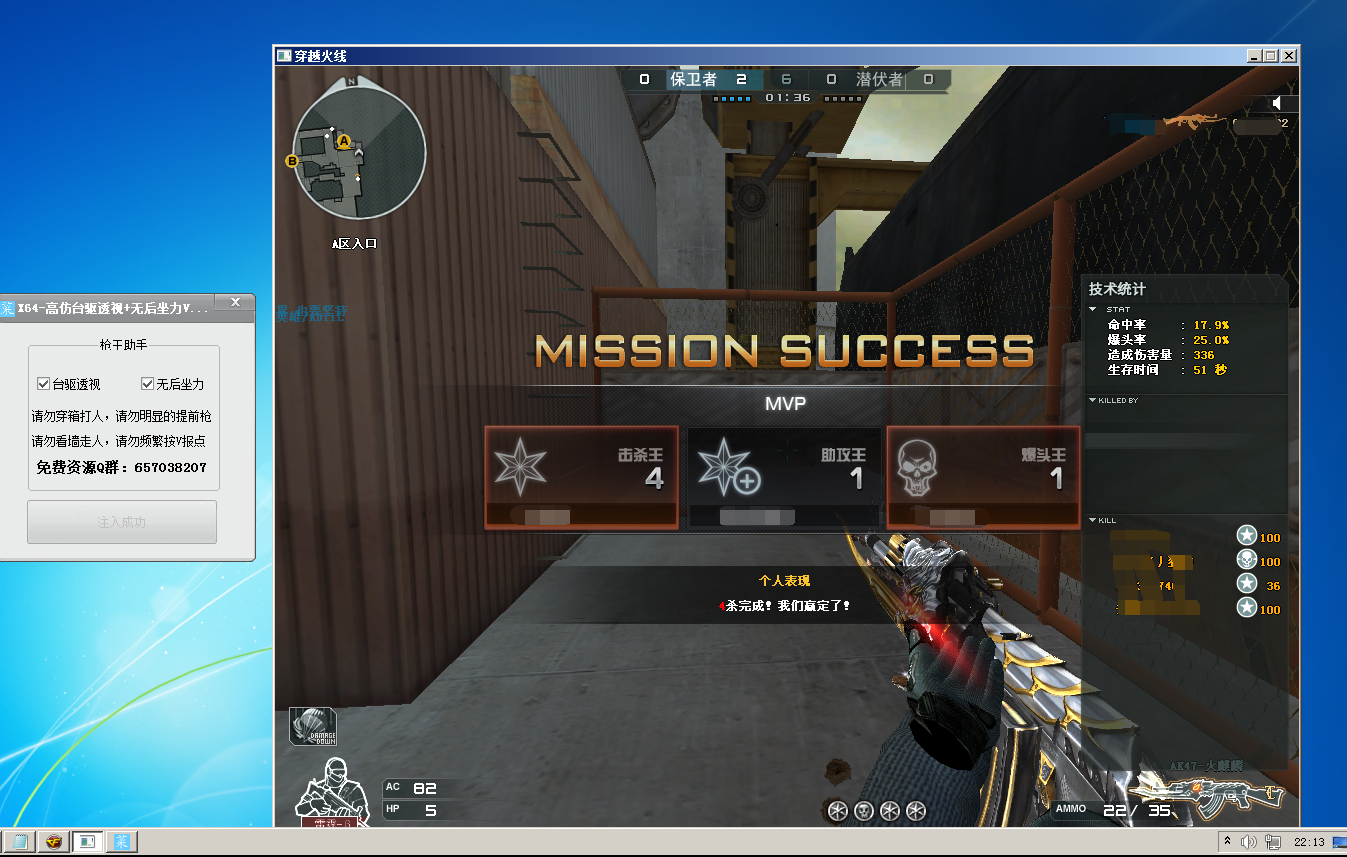 穿越火线
N
A
B
A区入口
0 保卫者 2 6 0 潜伏者 0
01:36
2
菜 X64-高仿台驱透视+无后坐力V...
枪王助手
台驱透视 无后坐力
请勿穿箱打人，请勿明显的提前枪
请勿看墙走人，请勿频繁按V报点
免费资源Q群：657038207
注入成功
技术统计
STAT
命中率 : 17.9%
爆头率 : 25.0%
造成伤害量 : 336
生存时间 : 51 秒
KILLED BY
KILL
100
100
36
100
MISSION SUCCESS
MVP
击杀王
4
助攻王
1
爆头王
1
个人表现
杀完成！我们赢定了！
DAMAGE DOWN
AC 82
HP 5
AK47-火麒麟
AMMO 22/ 35
菜
22:13